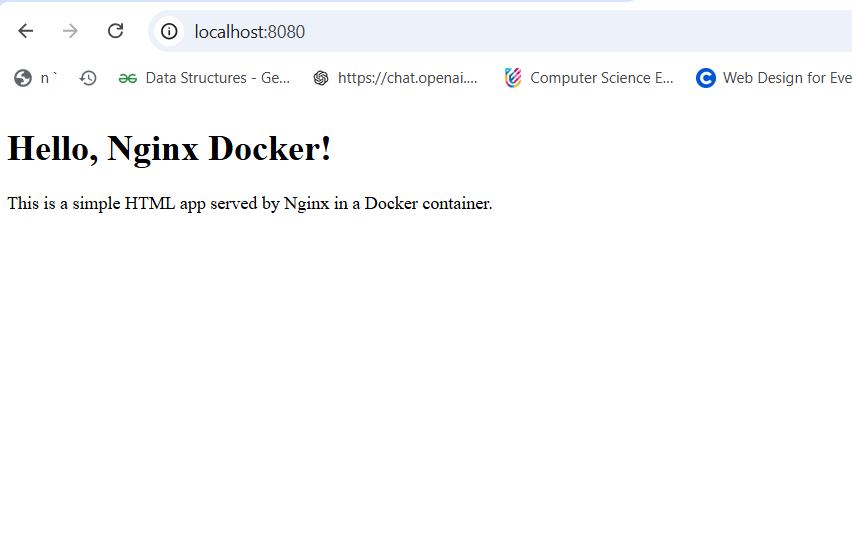 localhost:8080
n ` Data Structures - Ge... https://chat.openai.... Computer Science E... Web Design for Eve
Hello, Nginx Docker!
This is a simple HTML app served by Nginx in a Docker container.